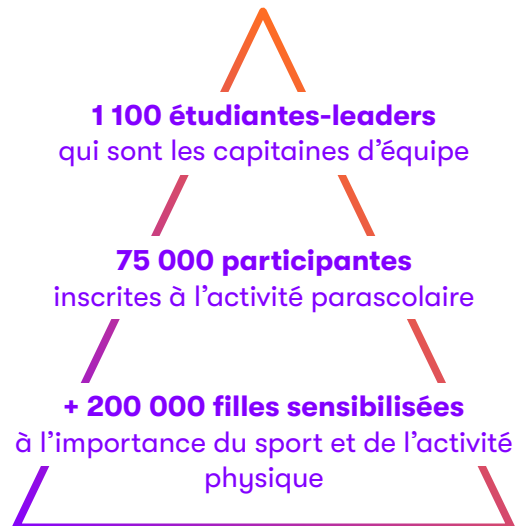 1 100 étudiantes-leaders
qui sont les capitaines d’équipe
75 000 participantes
inscrites à l’activité parascolaire
+ 200 000 filles sensibilisées
à l’importance du sport et de l’activité
physique